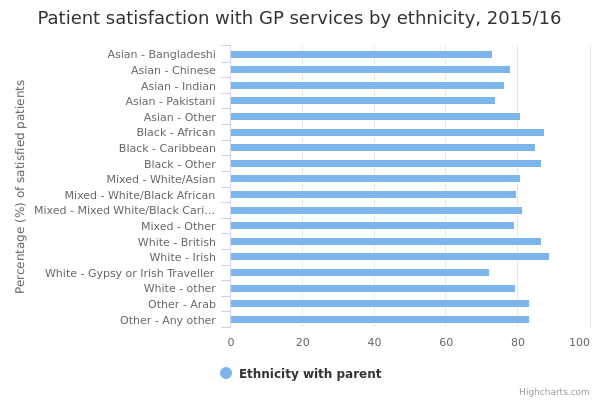 Patient satisfaction with GP services by ethnicity, 2015/16
Percentage (%) of satisfied patients
Asian - Bangladeshi
Asian - Chinese
Asian - Indian
Asian - Pakistani
Asian - Other
Black - African
Black - Caribbean
Black - Other
Mixed - White/Asian
Mixed - White/Black African
Mixed - Mixed White/Black Cari...
Mixed - Other
White - British
White - Irish
White - Gypsy or Irish Traveller
White - other
Other - Arab
Other - Any other
0 20 40 60 80 100
Ethnicity with parent
Highcharts.com